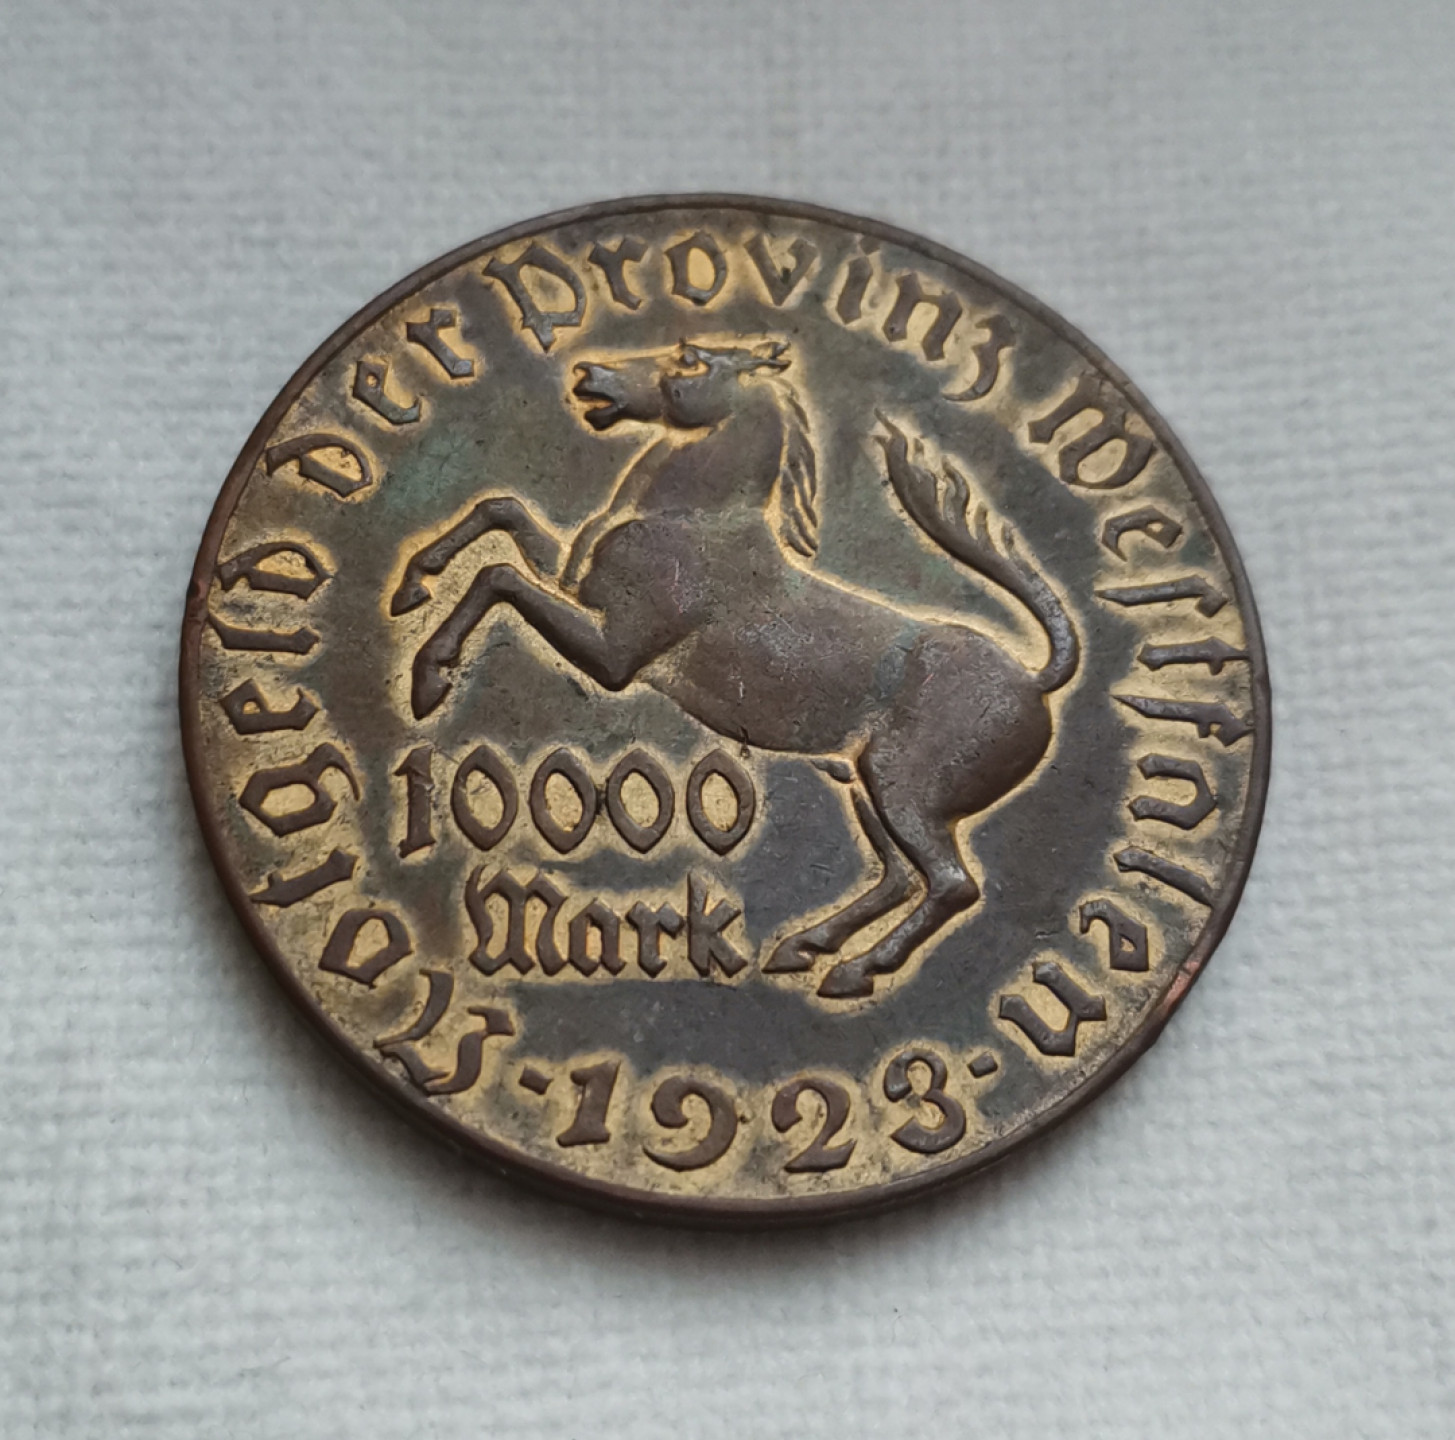 Notgeld der Provinz Westfalen
10000
Mark
·1923·